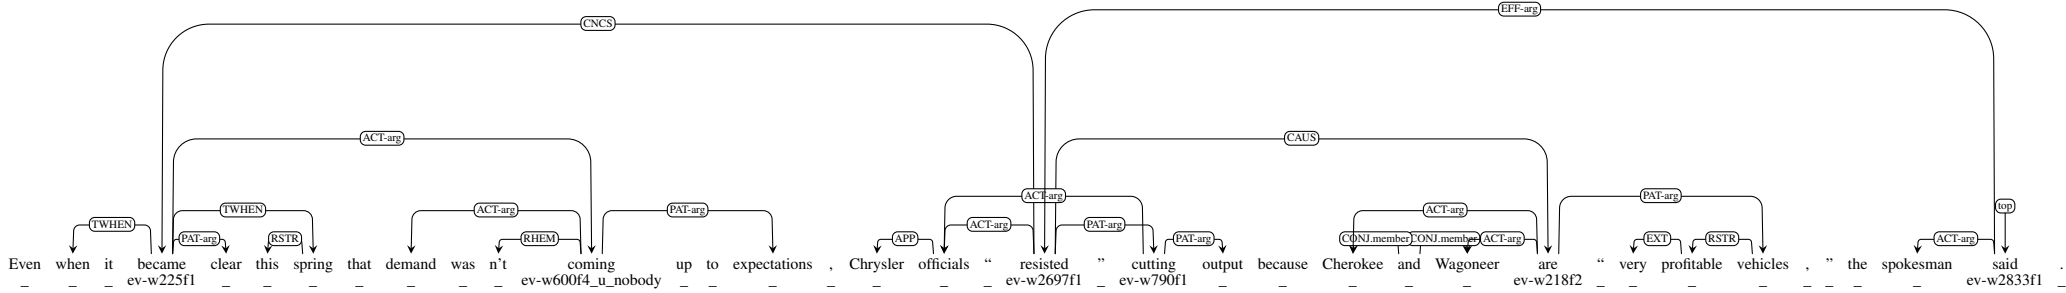 CNCS EFF-arg
ACT-arg CAUS
TWHEN TWHEN ACT-arg PAT-arg ACT-arg ACT-arg PAT-arg top
PAT-arg RSTR RHEM APP ACT-arg PAT-arg PAT-arg CONJ.member CONJ.member ACT-arg EXT RSTR ACT-arg
Even when it became clear this spring that demand was n't coming up to expectations , Chrysler officials “ resisted ” cutting output because Cherokee and Wagoneer are “ very profitable vehicles , ” the spokesman said .
_ _ _ ev-w225f1 _ _ _ _ _ _ _ ev-w600f4_u_nobody _ _ _ _ _ _ _ ev-w2697f1 _ ev-w790f1 _ _ _ _ _ ev-w218f2 _ _ _ _ _ _ _ _ ev-w2833f1 _